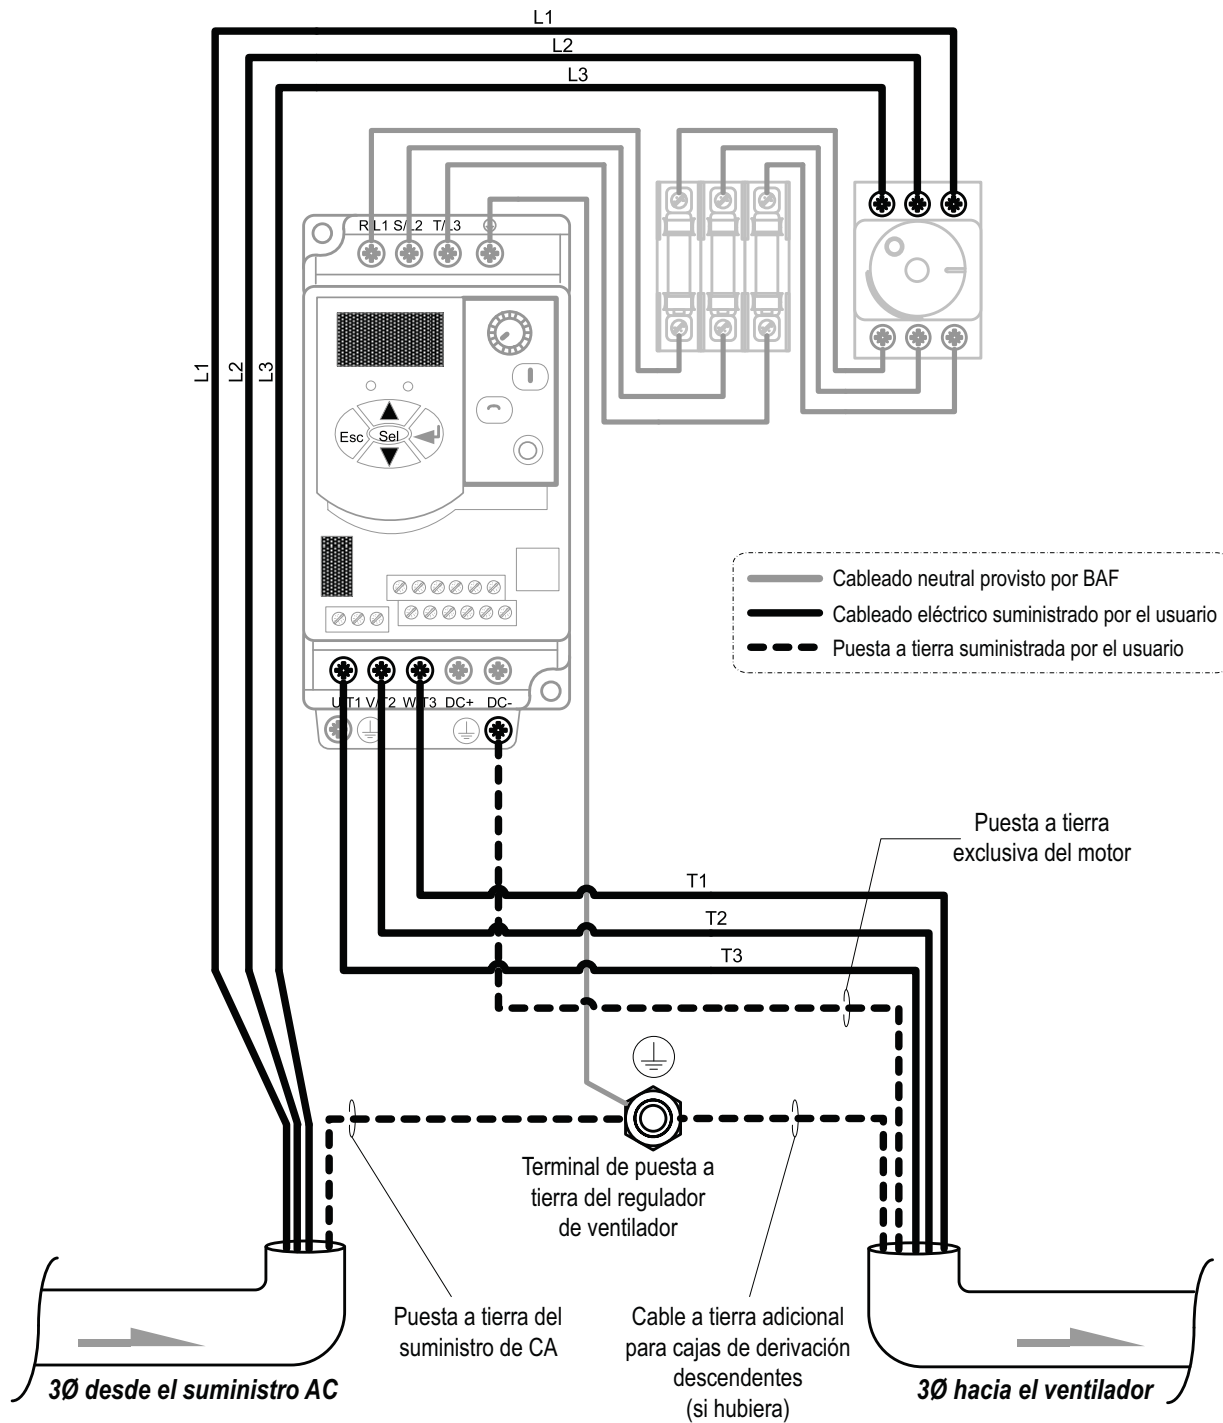 L1
L2
L3
R/L1 S/L2 T/L3
L1
L2
L3
Esc
Sel
Cableado neutral provisto por BAF
Cableado eléctrico suministrado por el usuario
Puesta a tierra suministrada por el usuario
U/T1 V/T2 W/T3 DC+ DC-
Puesta a tierra
exclusiva del motor
T1
T2
T3
Terminal de puesta a
tierra del regulador
de ventilador
Puesta a tierra del
suministro de CA
Cable a tierra adicional
para cajas de derivación
descendentes
(si hubiera)
3Ø desde el suministro AC
3Ø hacia el ventilador